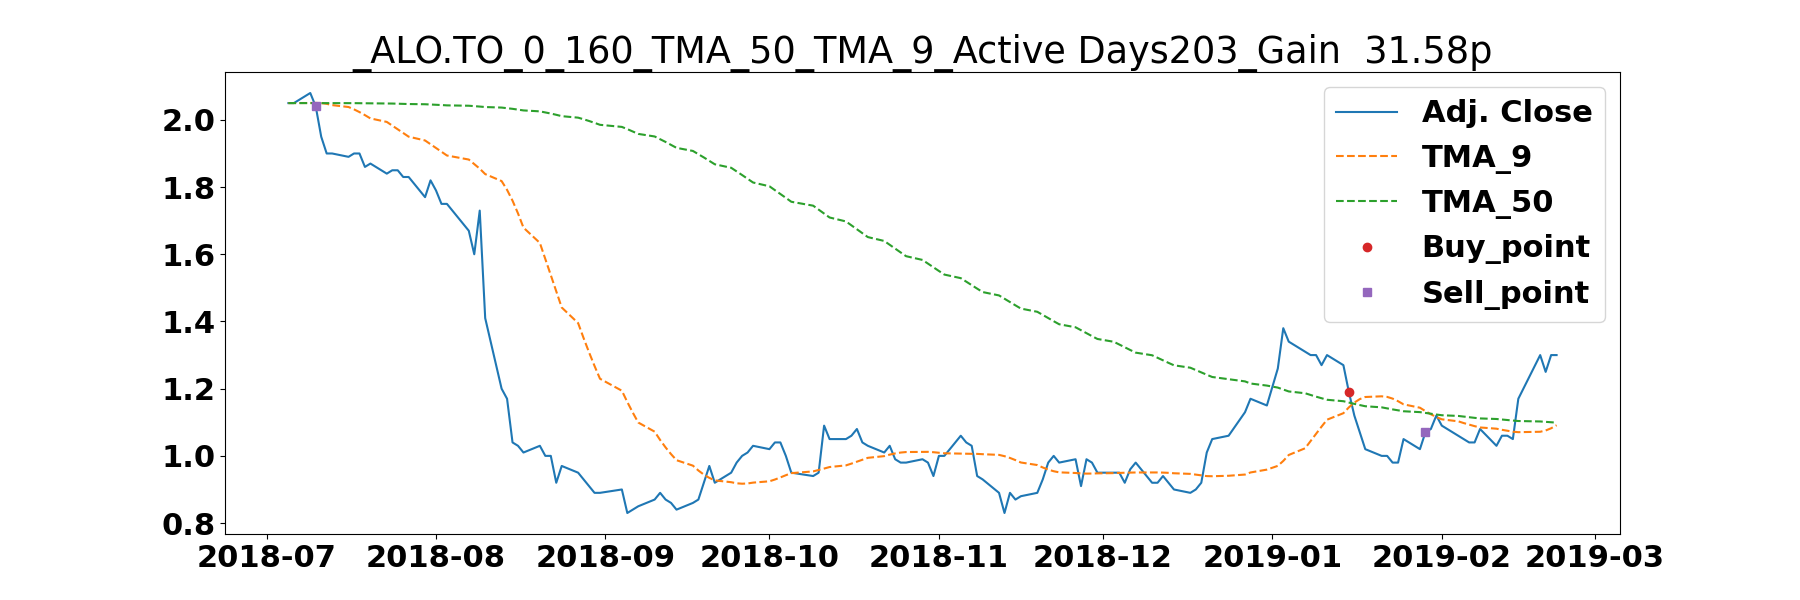 _ALO.TO_0_160_TMA_50_TMA_9_Active Days203_Gain  31.58p
Adj. Close
TMA_9
TMA_50
Buy_point
Sell_point
2.0
1.8
1.6
1.4
1.2
1.0
0.8
2018-07 2018-08 2018-09 2018-10 2018-11 2018-12 2019-01 2019-02 2019-03